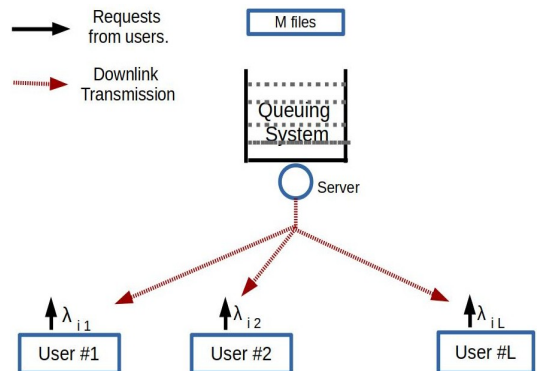 Requests
from users.
M files
Downlink
Transmission
Queuing
System
Server
λ i 1
λ i 2
λ i L
User #1
User #2
User #L